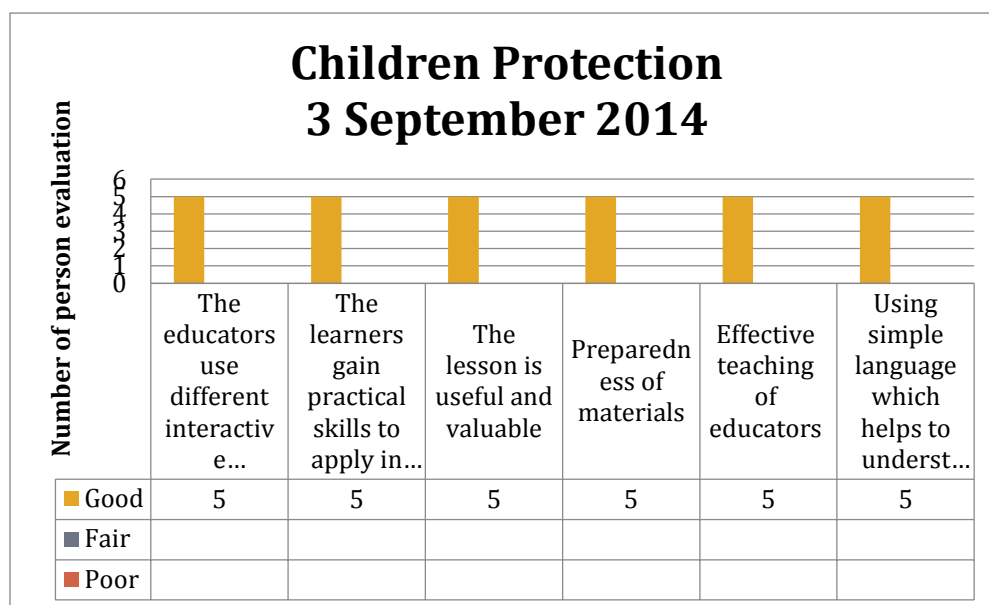 Children Protection
3 September 2014
Number of person evaluation
6
5
4
3
2
1
0
The
educators
use
different
interactiv
e...
The
learners
gain
practical
skills to
apply in...
The
lesson is
useful and
valuable
Preparedn
ess of
materials
Effective
teaching
of
educators
Using
simple
language
which
helps to
underst...
Good 5 5 5 5 5 5
Fair
Poor